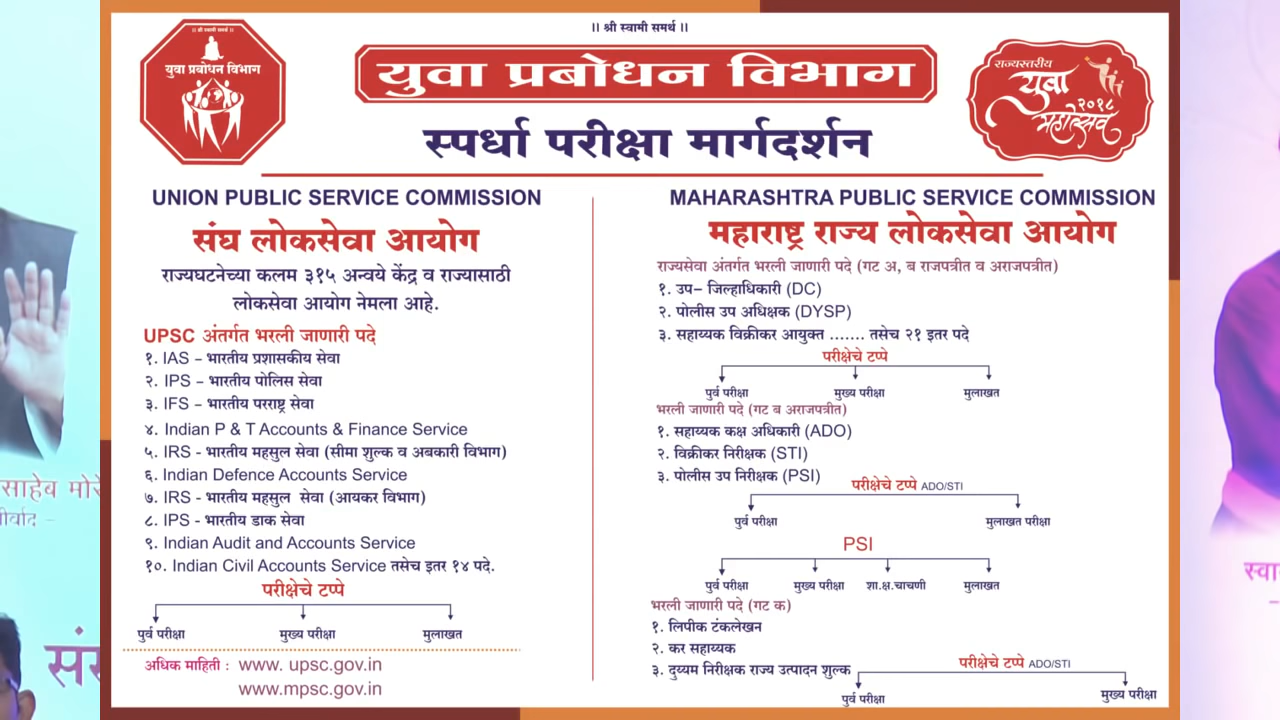 ।। श्री स्वामी समर्थ ।।
।। श्री स्वामी समर्थ ।।
युवा प्रबोधन विभाग
युवा प्रबोधन विभाग
राज्यस्तरीय
युवा
२०१८
महोत्सव
स्पर्धा परीक्षा मार्गदर्शन
UNION PUBLIC SERVICE COMMISSION
संघ लोकसेवा आयोग
राज्यघटनेच्या कलम ३१५ अन्वये केंद्र व राज्यासाठी
लोकसेवा आयोग नेमला आहे.
UPSC अंतर्गत भरली जाणारी पदे
१. IAS – भारतीय प्रशासकीय सेवा
२. IPS – भारतीय पोलिस सेवा
३. IFS – भारतीय परराष्ट्र सेवा
४. Indian P & T Accounts & Finance Service
५. IRS - भारतीय महसुल सेवा (सीमा शुल्क व अबकारी विभाग)
६. Indian Defence Accounts Service
७. IRS - भारतीय महसुल सेवा (आयकर विभाग)
८. IPS - भारतीय डाक सेवा
९. Indian Audit and Accounts Service
१०. Indian Civil Accounts Service तसेच इतर १४ पदे.
परीक्षेचे टप्पे
पुर्व परीक्षा मुख्य परीक्षा मुलाखत
अधिक माहिती : www. upsc.gov.in
www.mpsc.gov.in
MAHARASHTRA PUBLIC SERVICE COMMISSION
महाराष्ट्र राज्य लोकसेवा आयोग
राज्यसेवा अंतर्गत भरली जाणारी पदे (गट अ, ब राजपत्रीत व अराजपत्रीत)
१. उप– जिल्हाधिकारी (DC)
२. पोलीस उप अधिक्षक (DYSP)
३. सहाय्यक विक्रीकर आयुक्त ....... तसेच २१ इतर पदे
परीक्षेचे टप्पे
पुर्व परीक्षा मुख्य परीक्षा मुलाखत
भरली जाणारी पदे (गट ब अराजपत्रीत)
१. सहाय्यक कक्ष अधिकारी (ADO)
२. विक्रीकर निरीक्षक (STI)
३. पोलीस उप निरीक्षक (PSI)
परीक्षेचे टप्पे ADO/STI
पुर्व परीक्षा मुलाखत परीक्षा
PSI
पुर्व परीक्षा मुख्य परीक्षा शा.क्ष.चाचणी मुलाखत
भरली जाणारी पदे (गट क)
१. लिपीक टंकलेखन
२. कर सहाय्यक
३. दुय्यम निरीक्षक राज्य उत्पादन शुल्क
परीक्षेचे टप्पे ADO/STI
पुर्व परीक्षा मुख्य परीक्षा
साहेब मोरे
स्वा